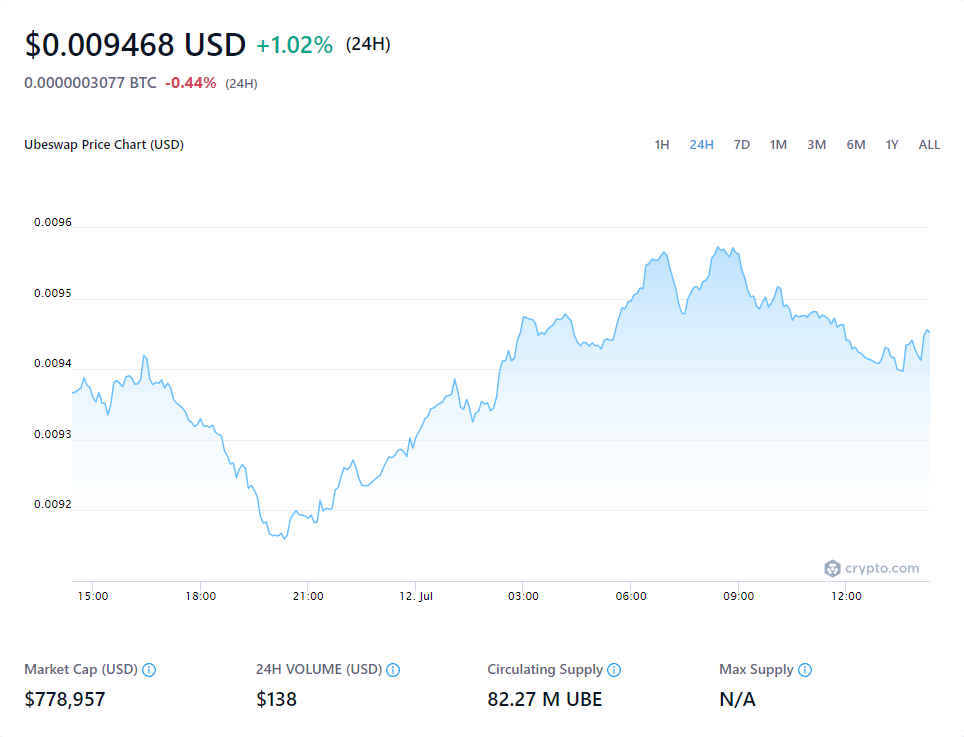 $0.009468 USD +1.02% (24H)
0.0000003077 BTC -0.44% (24H)
Ubeswap Price Chart (USD) 1H 24H 7D 1M 3M 6M 1Y ALL
0.0096
0.0095
0.0094
0.0093
0.0092
crypto.com
15:00 18:00 21:00 12. Jul 03:00 06:00 09:00 12:00
Market Cap (USD) 24H VOLUME (USD) Circulating Supply Max Supply
$778,957 $138 82.27 M UBE N/A